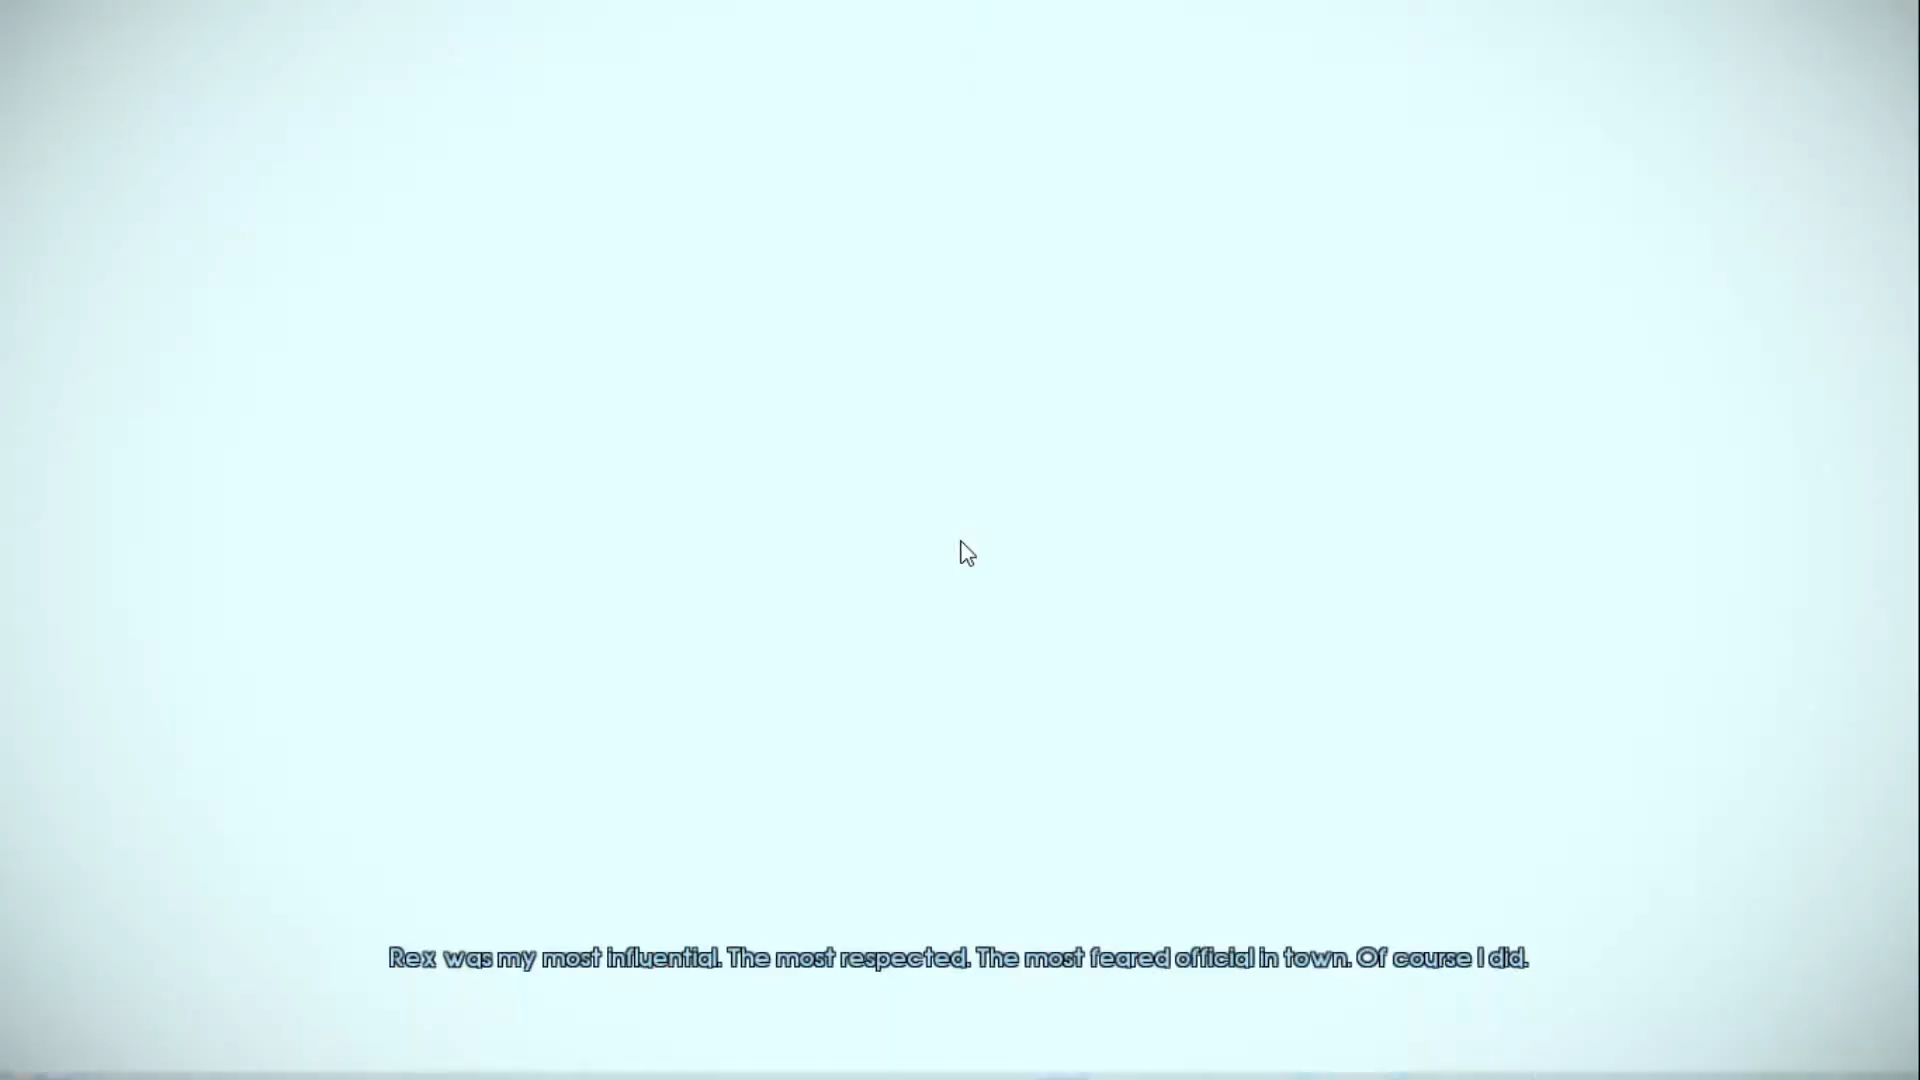 Rex was my most influential. The most respected. The most feared official in town. Of course I did.